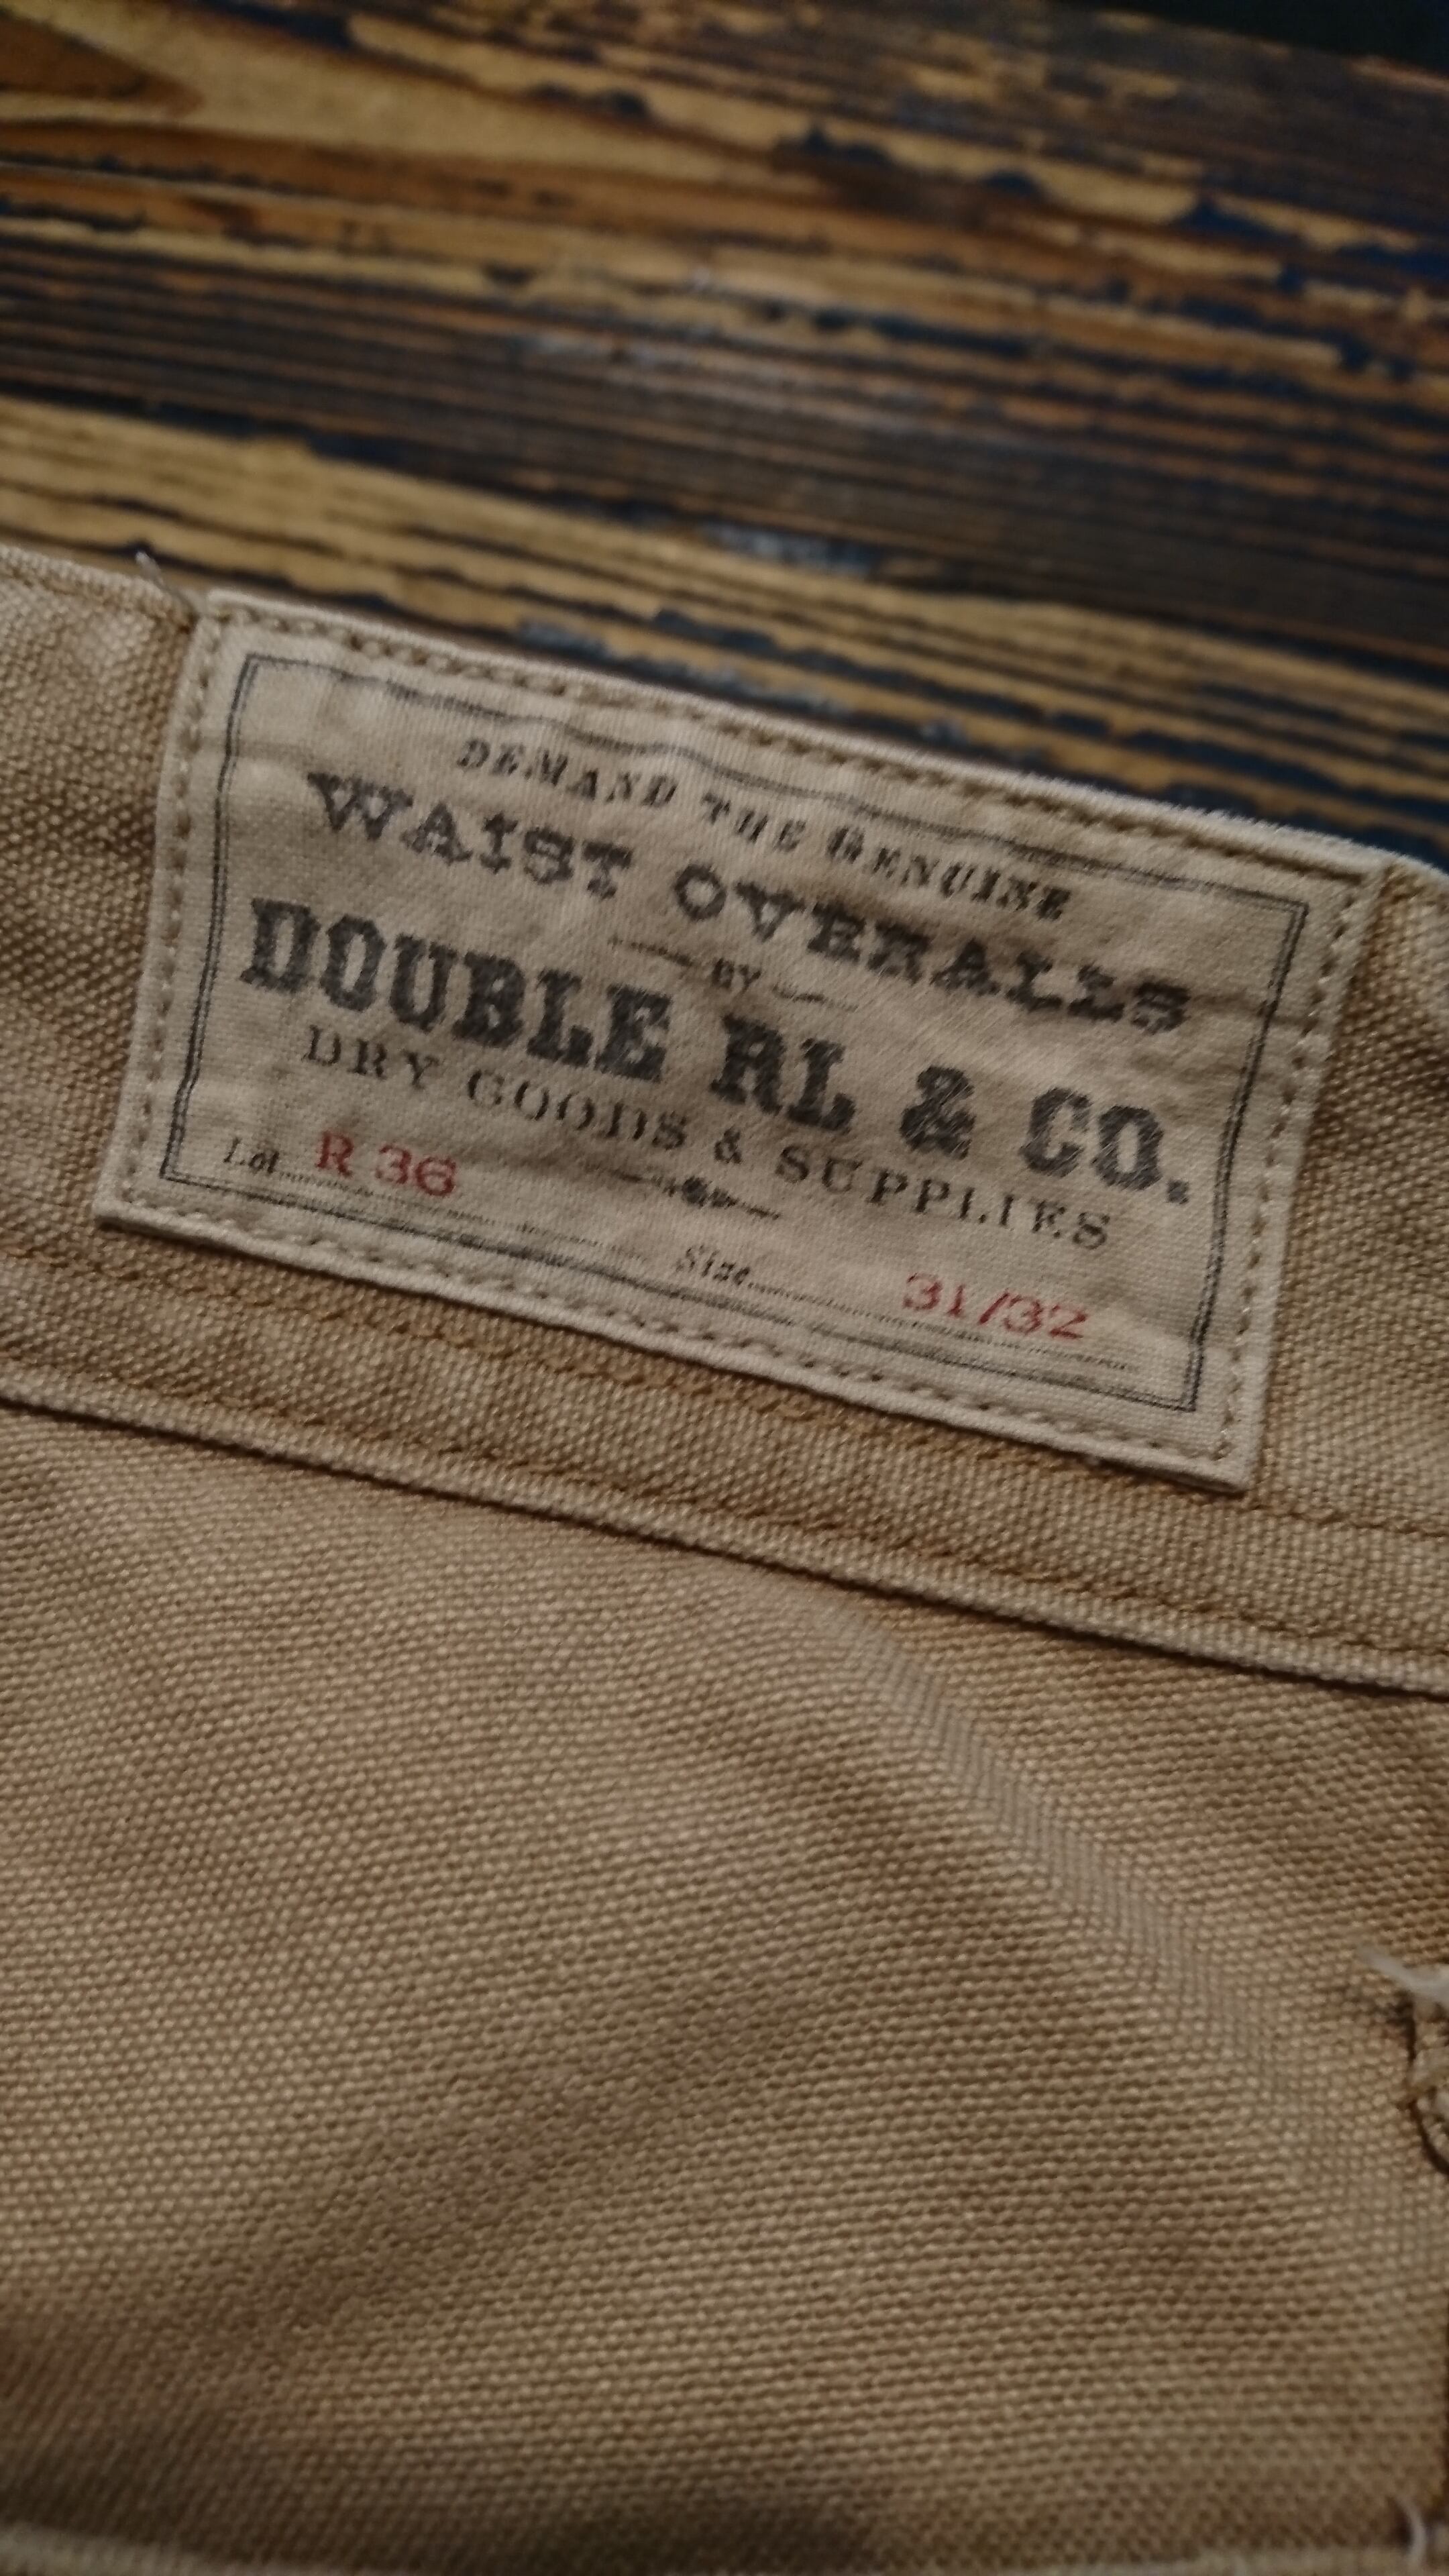 DEMAND THE GENUINE
WAIST OVERALLS
BY
DOUBLE RL & CO.
DRY GOODS & SUPPLIES
Lot R 36
Size 31/32